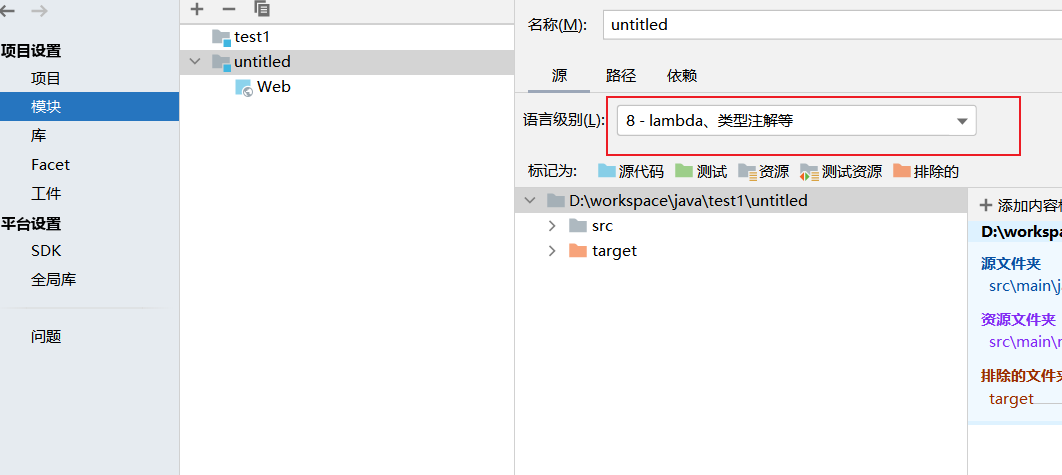 项目设置
项目
模块
库
Facet
工件
平台设置
SDK
全局库
问题
test1
untitled
Web
名称(M): untitled
源 路径 依赖
语言级别(L): 8 - lambda、类型注解等
标记为: 源代码 测试 资源 测试资源 排除的
D:\workspace\java\test1\untitled
src
target
添加内容
D:\workspa
源文件夹
src\main\j
资源文件夹
src\main\r
排除的文件夹
target